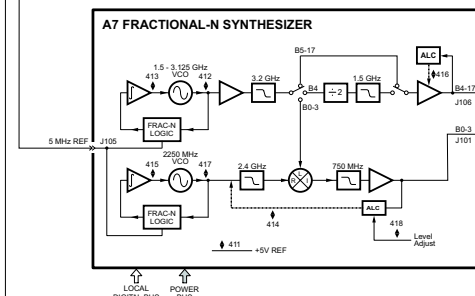 A7 FRACTIONAL-N SYNTHESIZER
B5-17
ALC
416
1.5 - 3.125 GHz
VCO
413
412
3.2 GHz
B4
÷ 2
1.5 GHz
B4-17
J106
B0-3
FRAC-N
LOGIC
5 MHz REF
J105
B0-3
J101
2250 MHz
VCO
415
417
2.4 GHz
L
R
I
750 MHz
FRAC-N
LOGIC
414
ALC
418
Level
Adjust
411
+5V REF
LOCAL
DIGITAL BUS
POWER
BUS